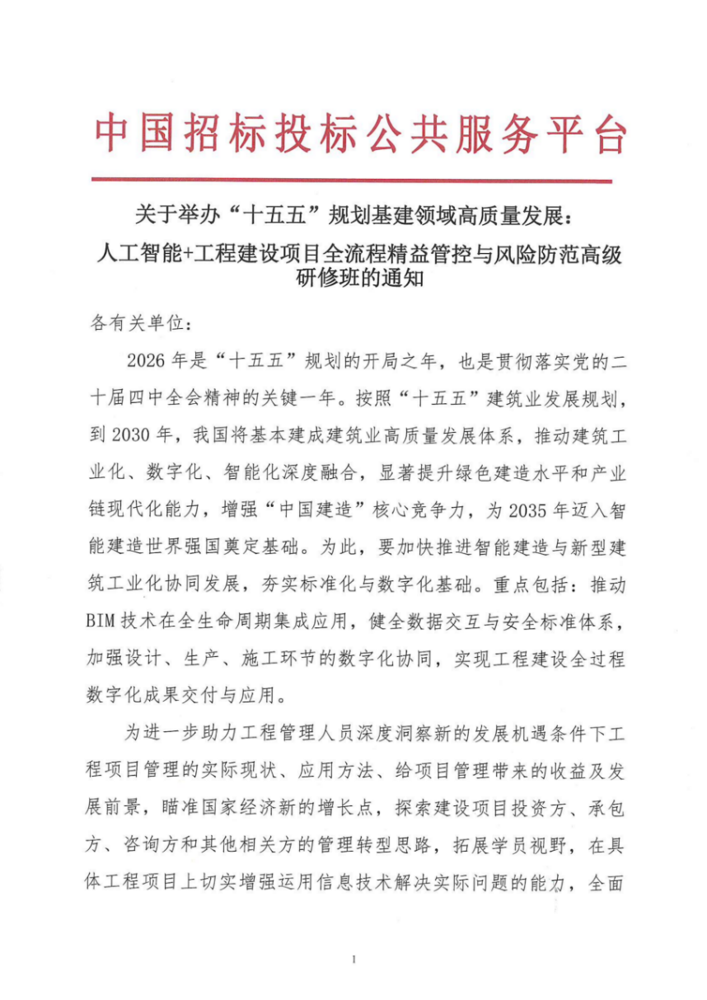 中国招标投标公共服务平台
关于举办“十五五”规划基建领域高质量发展：
人工智能+工程建设项目全流程精益管控与风险防范高级
研修班的通知
各有关单位：
2026 年是“十五五”规划的开局之年，也是贯彻落实党的二
十届四中全会精神的关键一年。按照“十五五”建筑业发展规划，
到 2030 年，我国将基本建成建筑业高质量发展体系，推动建筑工
业化、数字化、智能化深度融合，显著提升绿色建造水平和产业
链现代化能力，增强“中国建造”核心竞争力，为 2035 年迈入智
能建造世界强国奠定基础。为此，要加快推进智能建造与新型建
筑工业化协同发展，夯实标准化与数字化基础。重点包括：推动
BIM 技术在全生命周期集成应用，健全数据交互与安全标准体系，
加强设计、生产、施工环节的数字化协同，实现工程建设全过程
数字化成果交付与应用。
为进一步助力工程管理人员深度洞察新的发展机遇条件下工
程项目管理的实际现状、应用方法、给项目管理带来的收益及发
展前景，瞄准国家经济新的增长点，探索建设项目投资方、承包
方、咨询方和其他相关方的管理转型思路，拓展学员视野，在具
体工程项目上切实增强运用信息技术解决实际问题的能力，全面
1